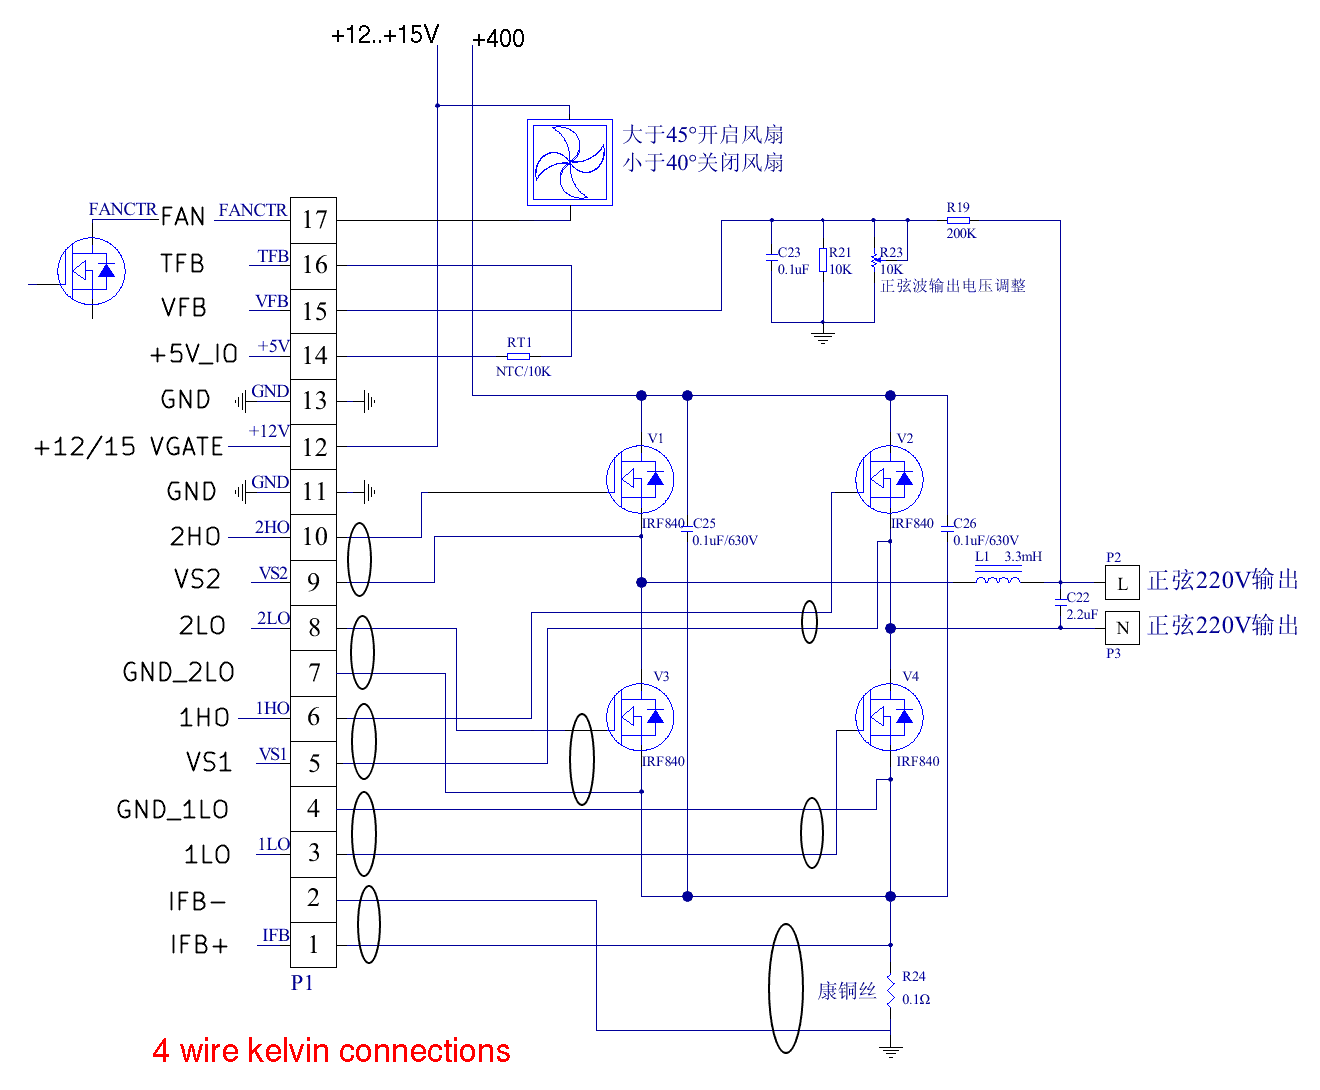 +12..+15V
+400
大于45°开启风扇
小于40°关闭风扇
FANCTR
FAN
FANCTR
17
TFB
TFB
16
VFB
VFB
15
+5V_IO
+5V
14
GND
GND
13
+12/15 VGATE
+12V
12
GND
GND
11
2HO
2HO
10
VS2
VS2
9
2LO
2LO
8
GND_2LO
7
1HO
1HO
6
VS1
VS1
5
GND_1LO
4
1LO
1LO
3
IFB-
2
IFB+
IFB
1
P1
R19
200K
C23
0.1uF
R21
10K
R23
10K
正弦波输出电压调整
RT1
NTC/10K
V1
IRF840
C25
0.1uF/630V
V2
IRF840
C26
0.1uF/630V
L1
3.3mH
P2
L
正弦220V输出
C22
2.2uF
N
正弦220V输出
P3
V3
IRF840
V4
IRF840
康铜丝
R24
0.1Ω
4 wire kelvin connections